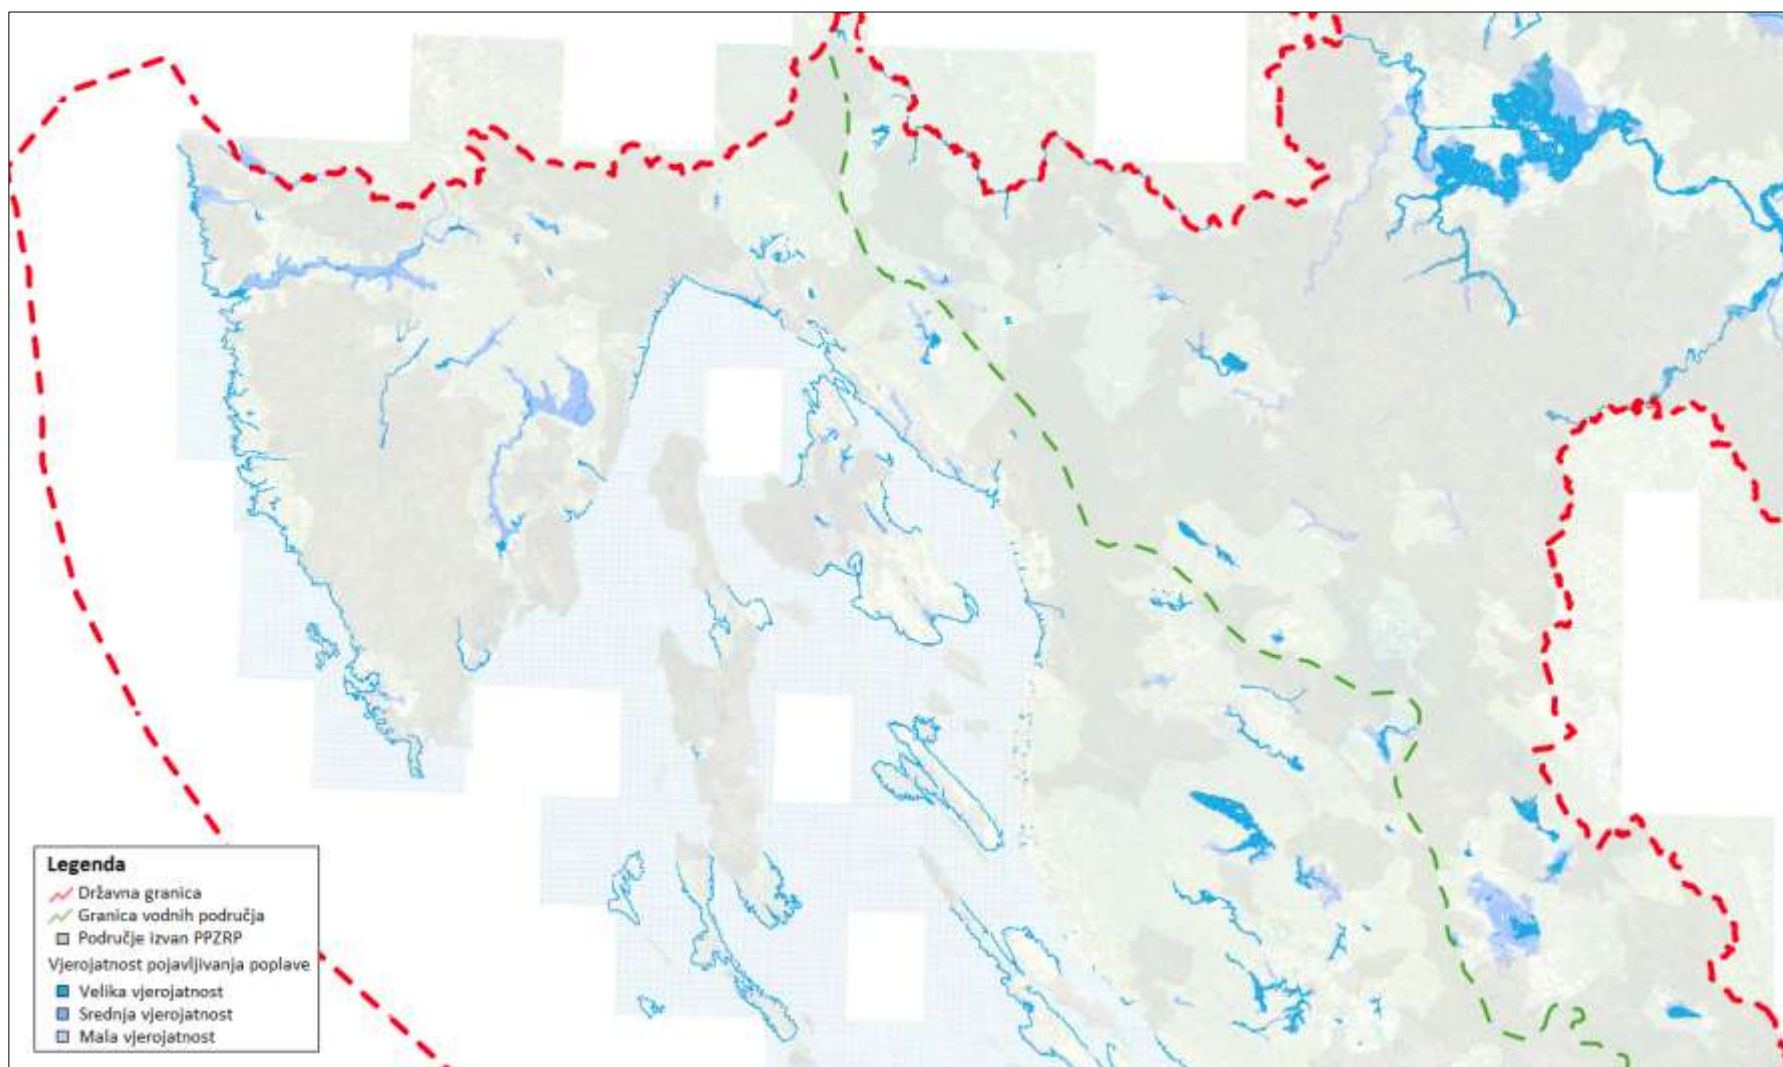 Legenda
Državna granica
Granica vodnih područja
Područje izvan PPZRP
Vjerojatnost pojavljivanja poplave
Velika vjerojatnost
Srednja vjerojatnost
Mala vjerojatnost